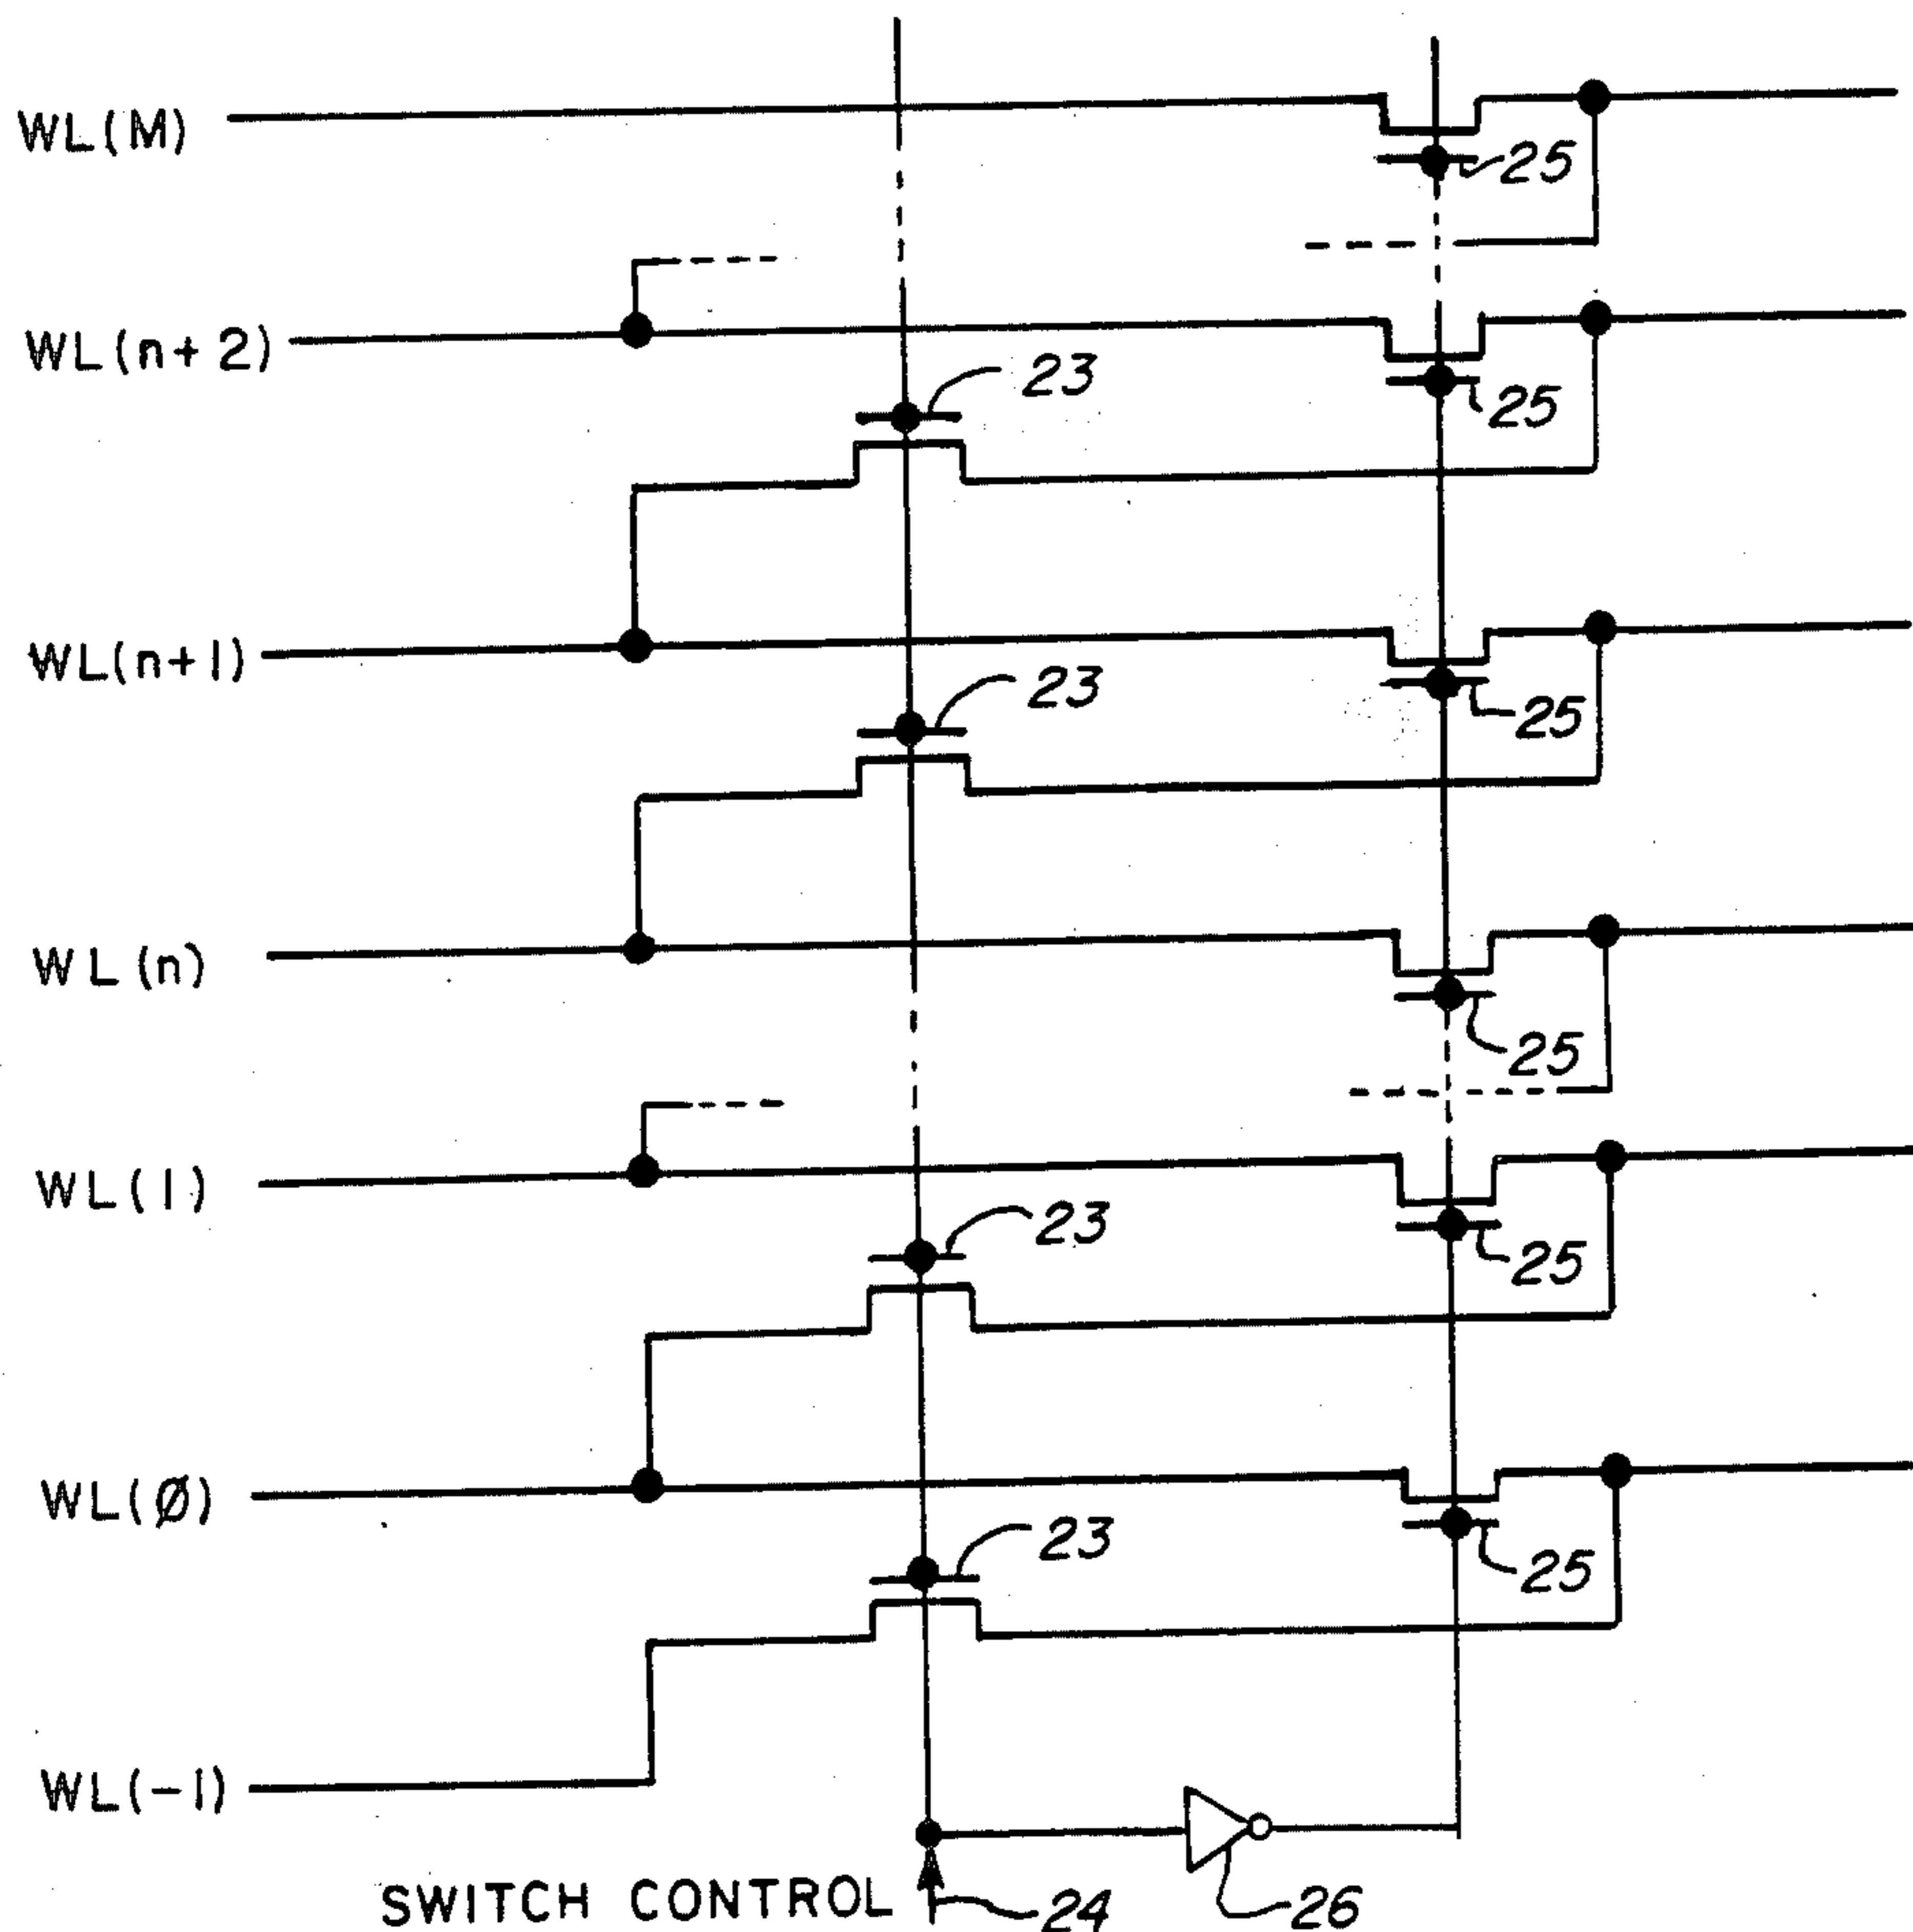 WL(M)
25
WL(n+2)
23
25
WL(n+1)
23
25
WL(n)
25
WL(1)
23
25
WL(Ø)
23
25
WL(-1)
SWITCH CONTROL
24
26